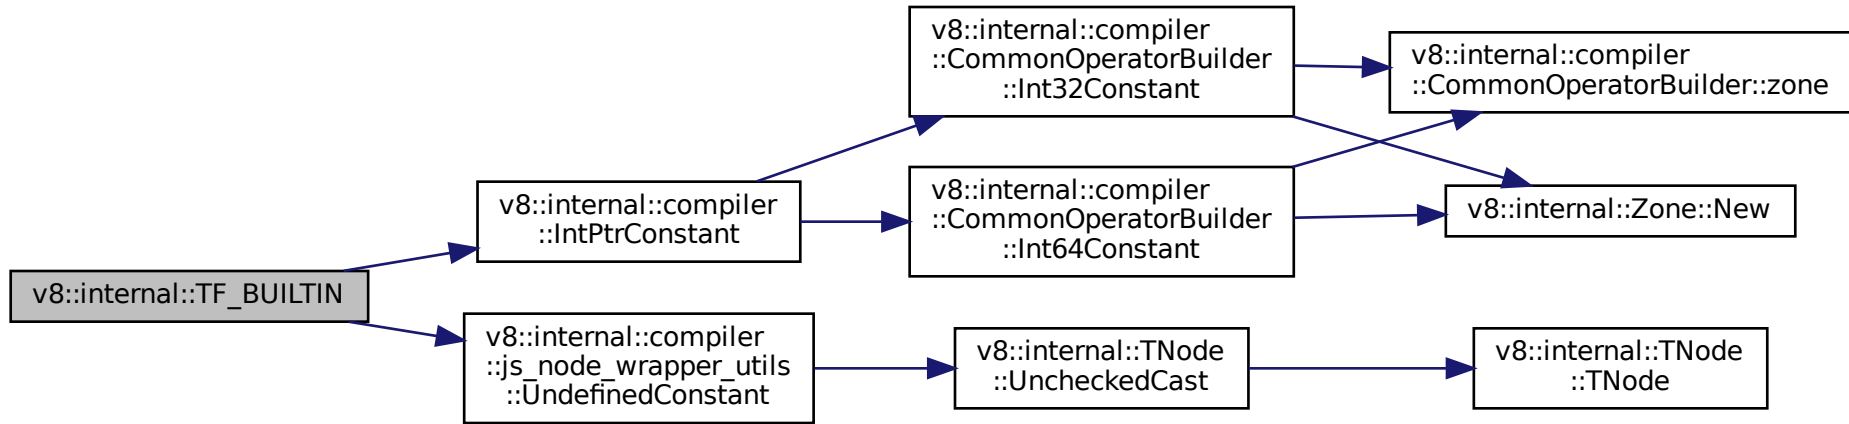 v8::internal::TF_BUILTIN
v8::internal::compiler
::IntPtrConstant
v8::internal::compiler
::js_node_wrapper_utils
::UndefinedConstant
v8::internal::compiler
::CommonOperatorBuilder
::Int32Constant
v8::internal::compiler
::CommonOperatorBuilder
::Int64Constant
v8::internal::TNode
::UncheckedCast
v8::internal::compiler
::CommonOperatorBuilder::zone
v8::internal::Zone::New
v8::internal::TNode
::TNode